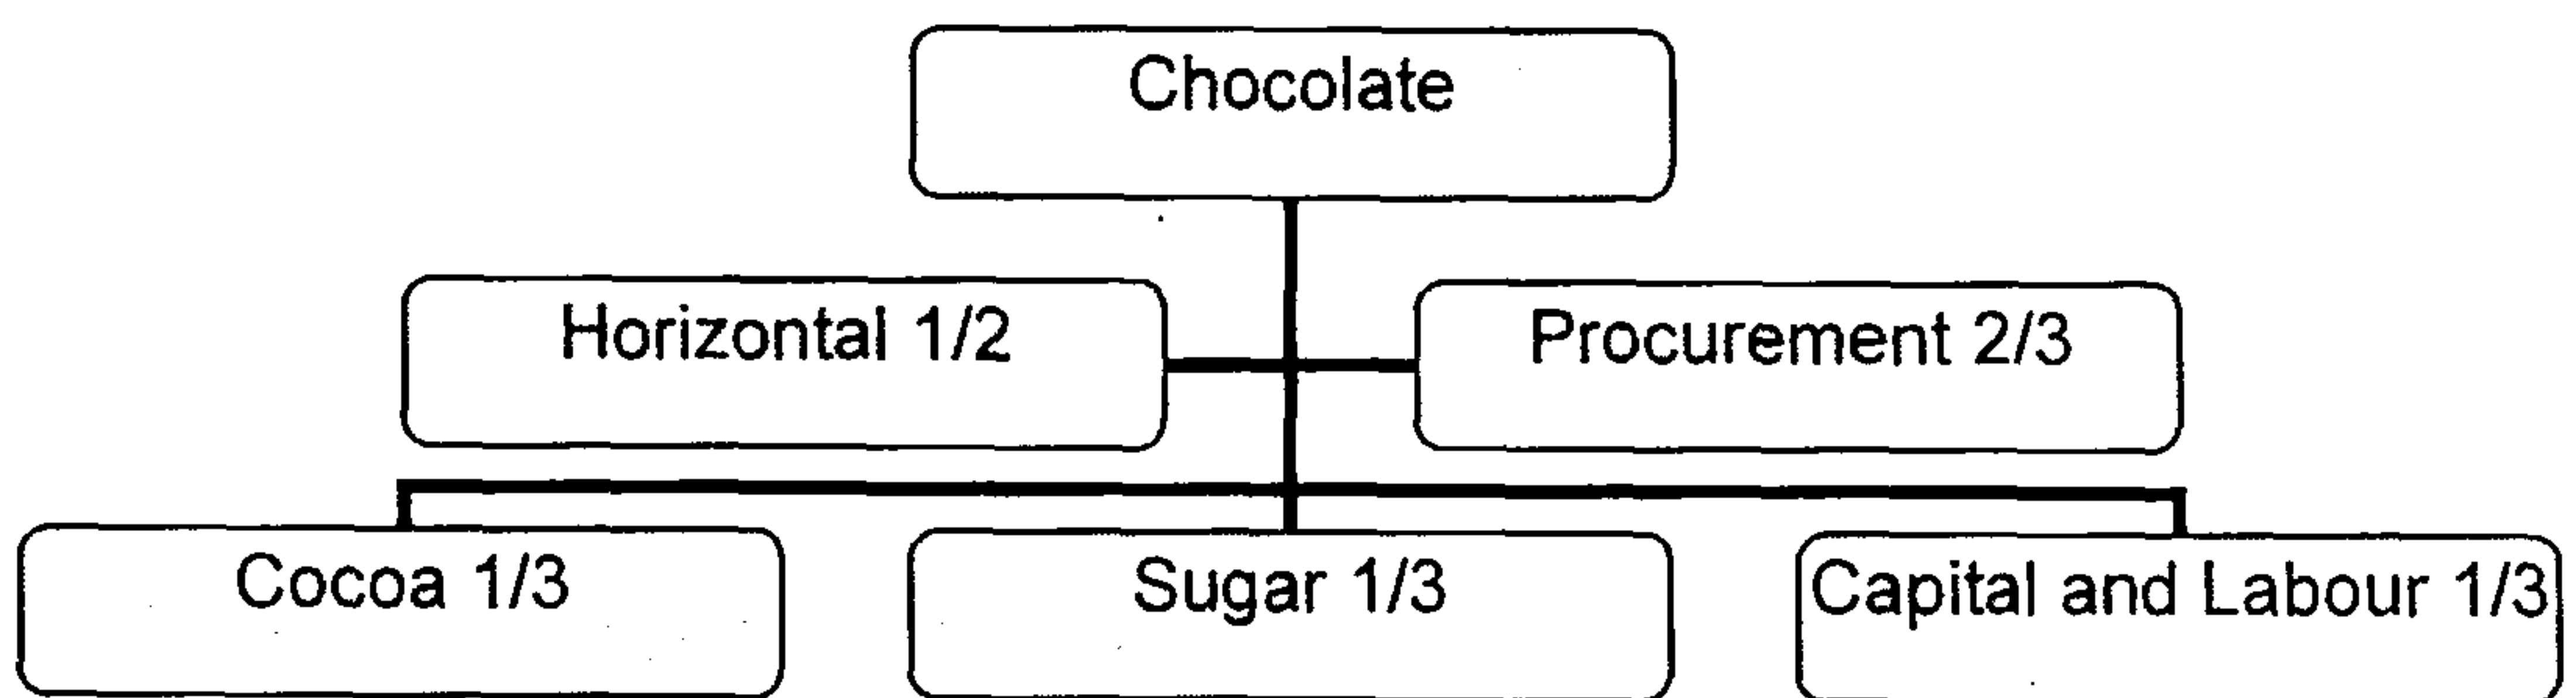 Chocolate
Horizontal 1/2
Procurement 2/3
Cocoa 1/3
Sugar 1/3
Capital and Labour 1/3